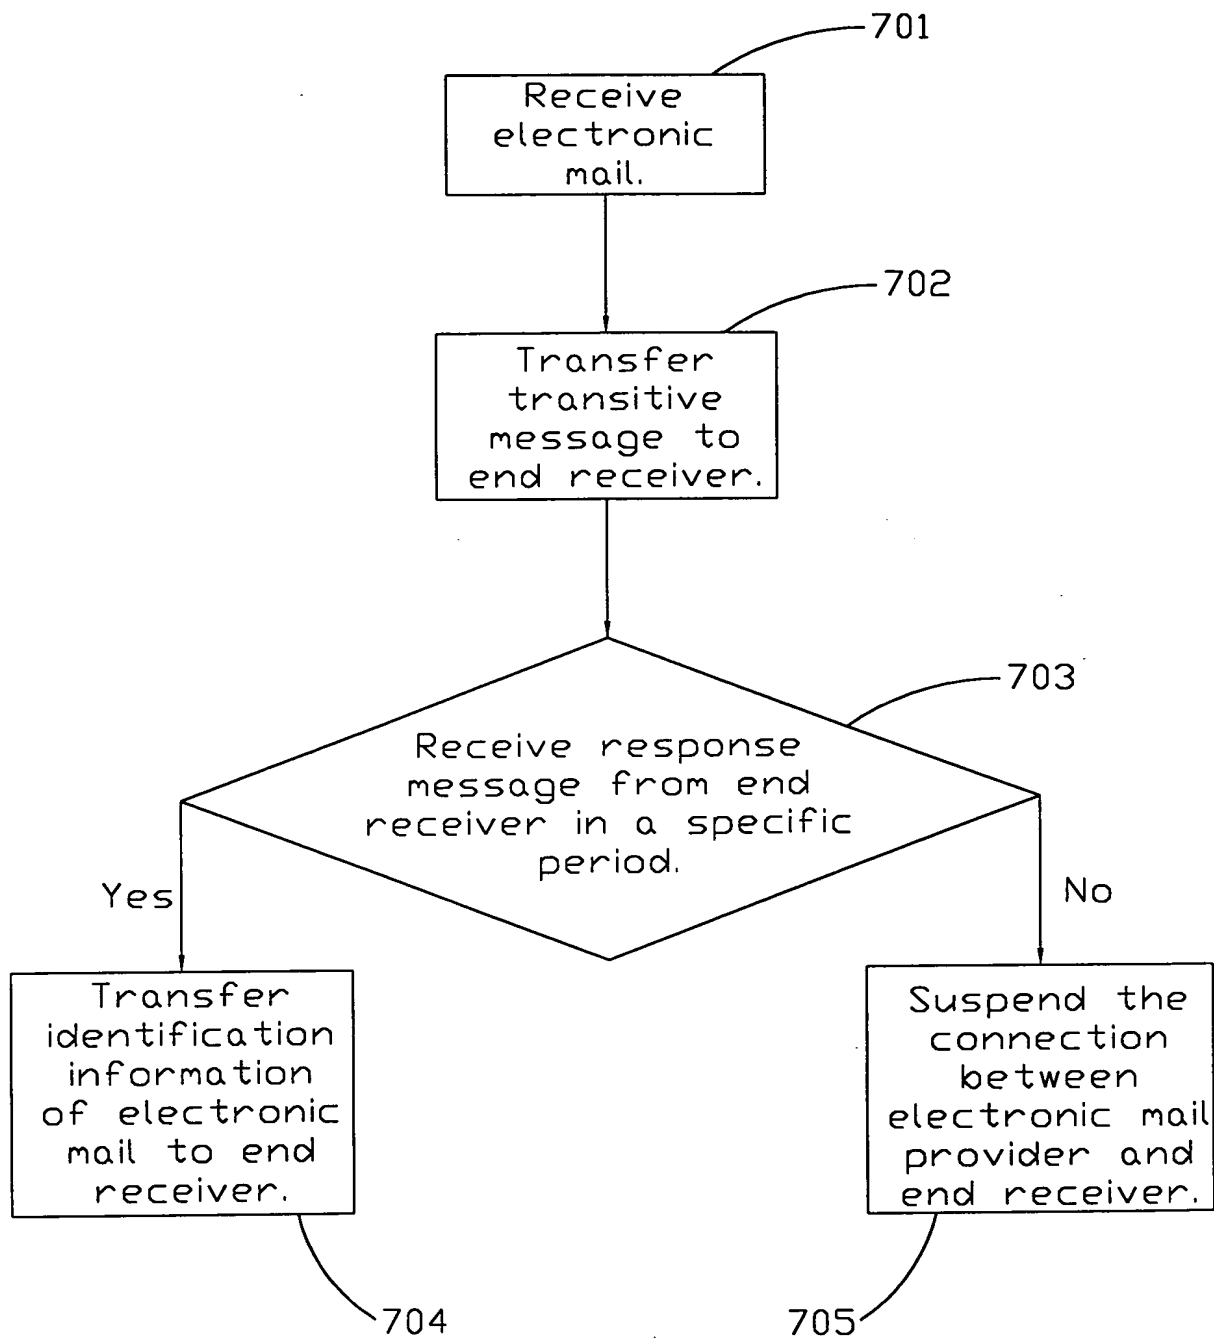 701
Receive
electronic
mail.
702
Transfer
transitive
message to
end receiver.
703
Receive response
message from end
receiver in a specific
period.
Yes
No
Transfer
identification
information
of electronic
mail to end
receiver.
Suspend the
connection
between
electronic mail
provider and
end receiver.
704
705